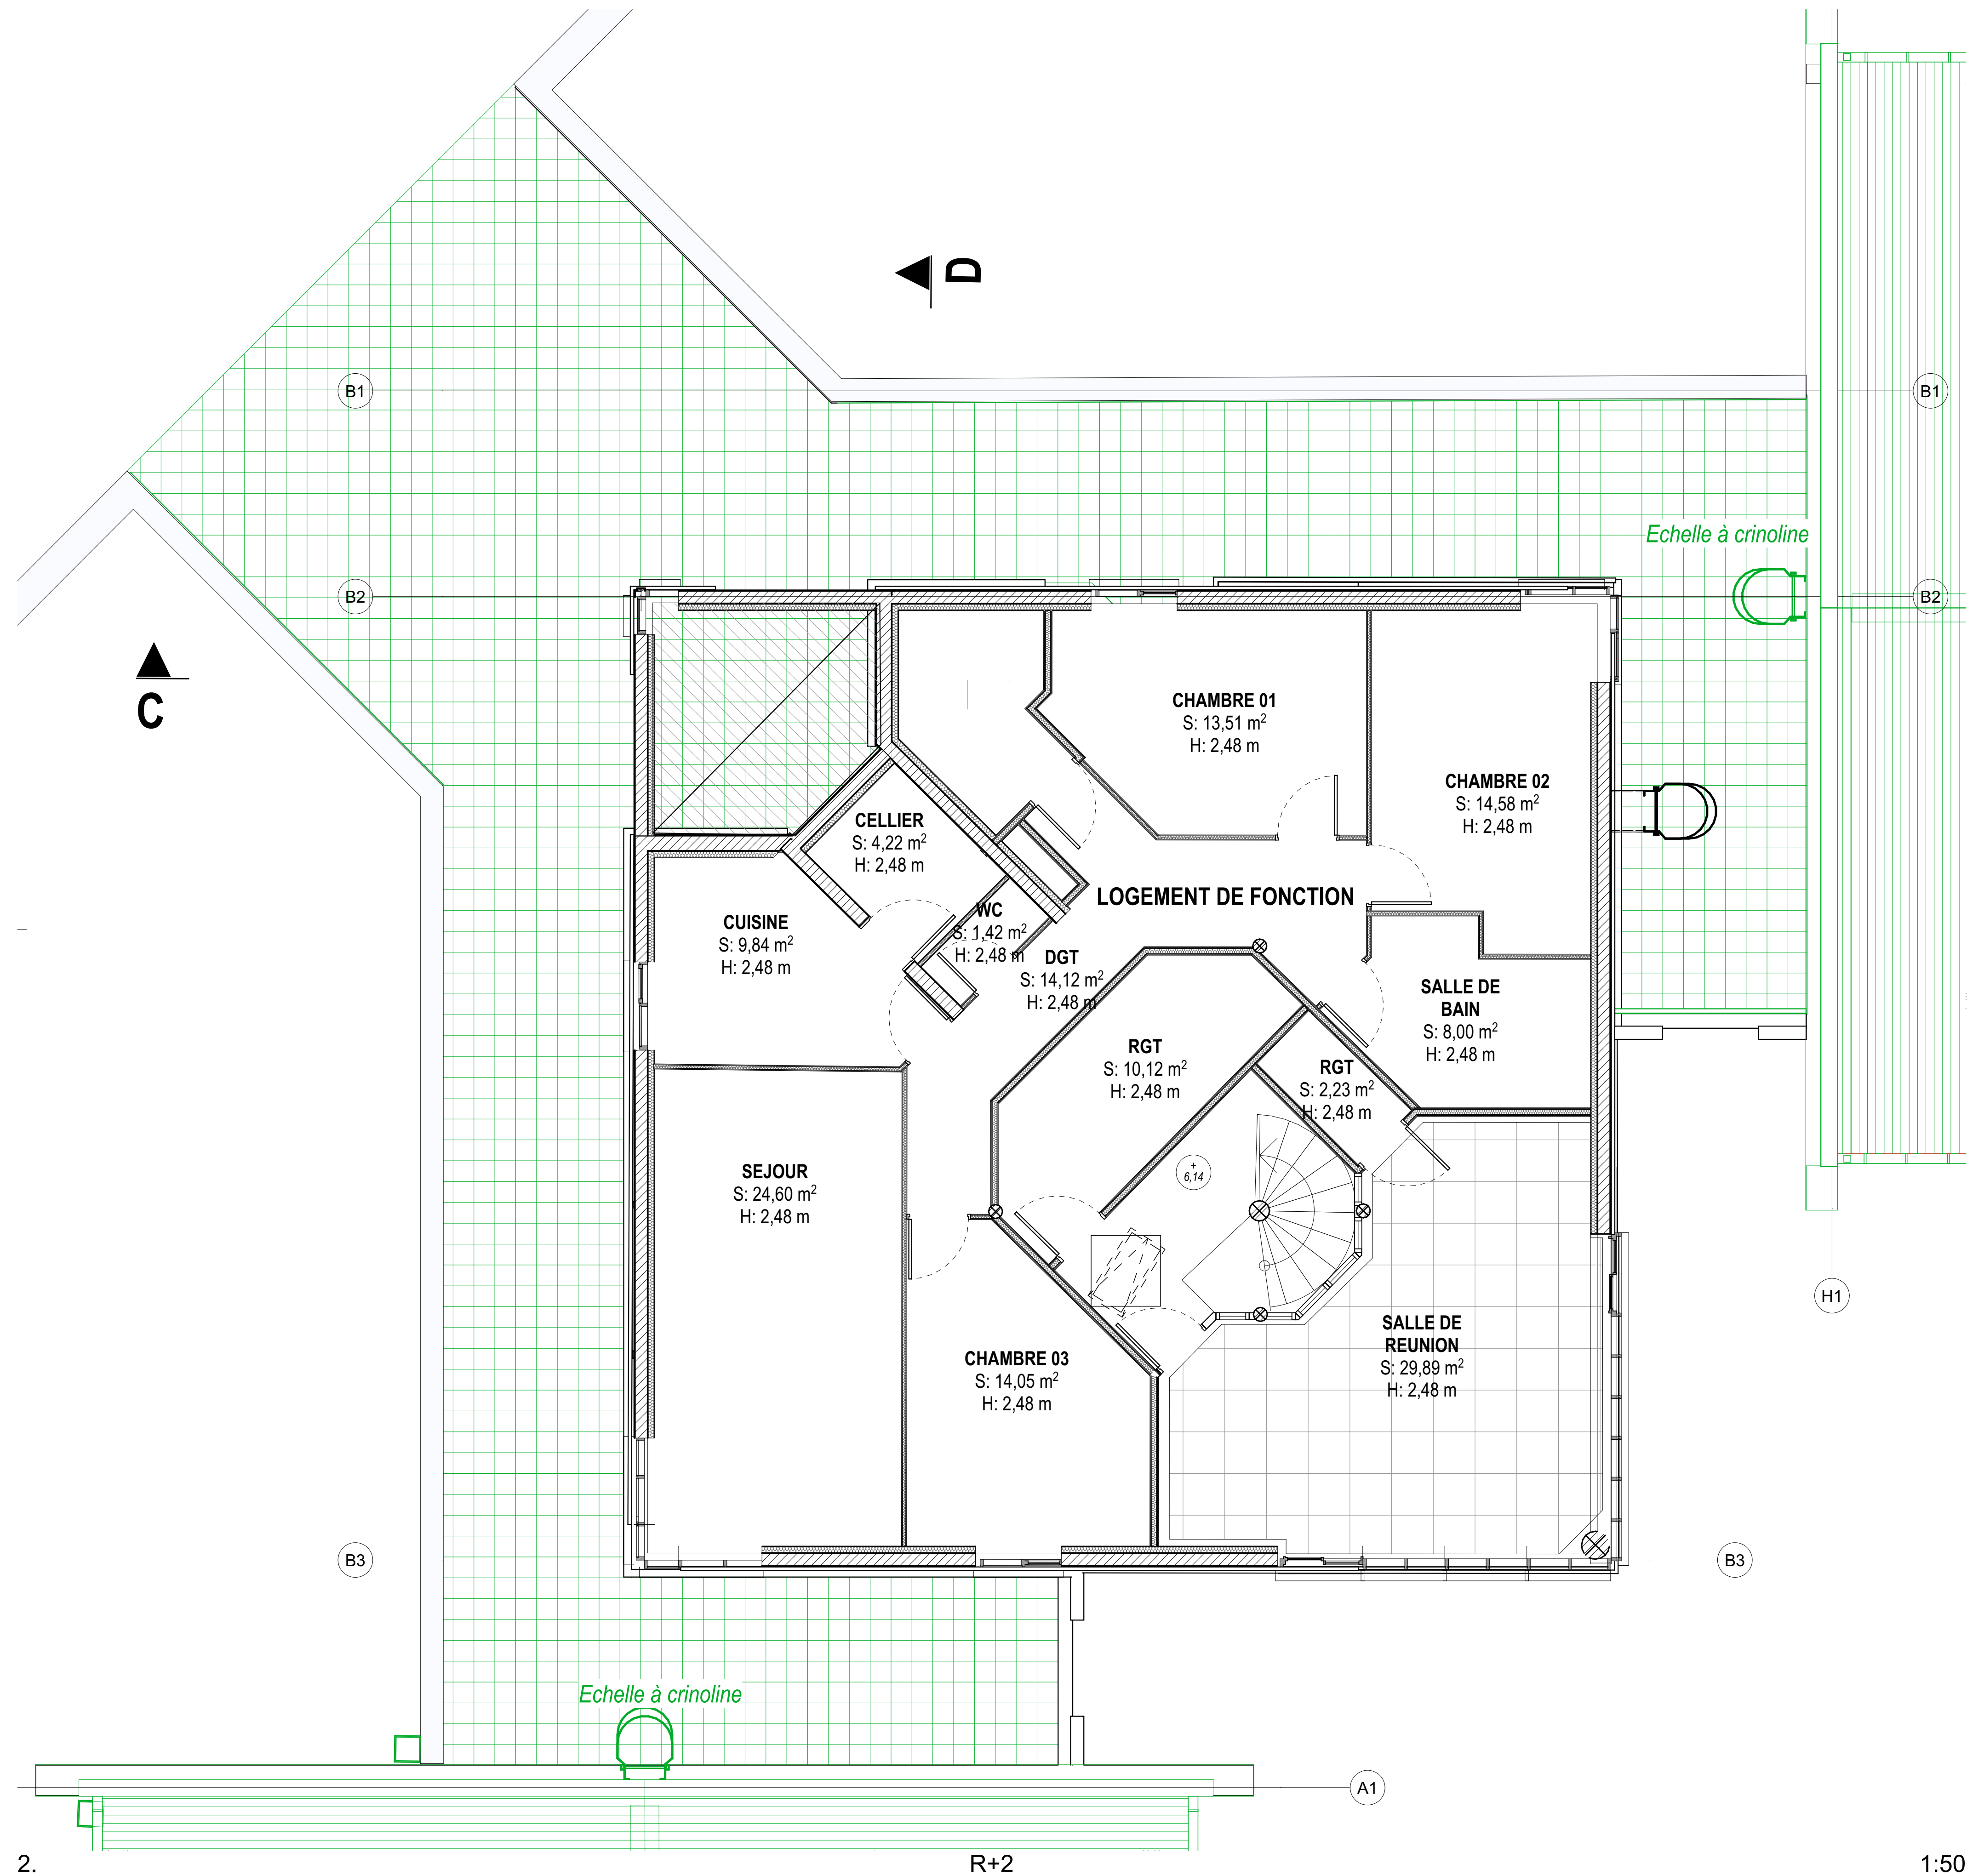 D
B1
B1
Echelle à crinoline
B2
B2
C
CHAMBRE 01
S: 13,51 m²
H: 2,48 m
CHAMBRE 02
S: 14,58 m²
H: 2,48 m
CELLIER
S: 4,22 m²
H: 2,48 m
LOGEMENT DE FONCTION
WC
S: 1,42 m²
H: 2,48 m
CUISINE
S: 9,84 m²
H: 2,48 m
DGT
S: 14,12 m²
H: 2,48 m
SALLE DE
BAIN
S: 8,00 m²
H: 2,48 m
RGT
S: 10,12 m²
H: 2,48 m
RGT
S: 2,23 m²
H: 2,48 m
SEJOUR
S: 24,60 m²
H: 2,48 m
+
6,14
H1
SALLE DE
REUNION
S: 29,89 m²
H: 2,48 m
CHAMBRE 03
S: 14,05 m²
H: 2,48 m
B3
B3
Echelle à crinoline
A1
2.
R+2
1:50